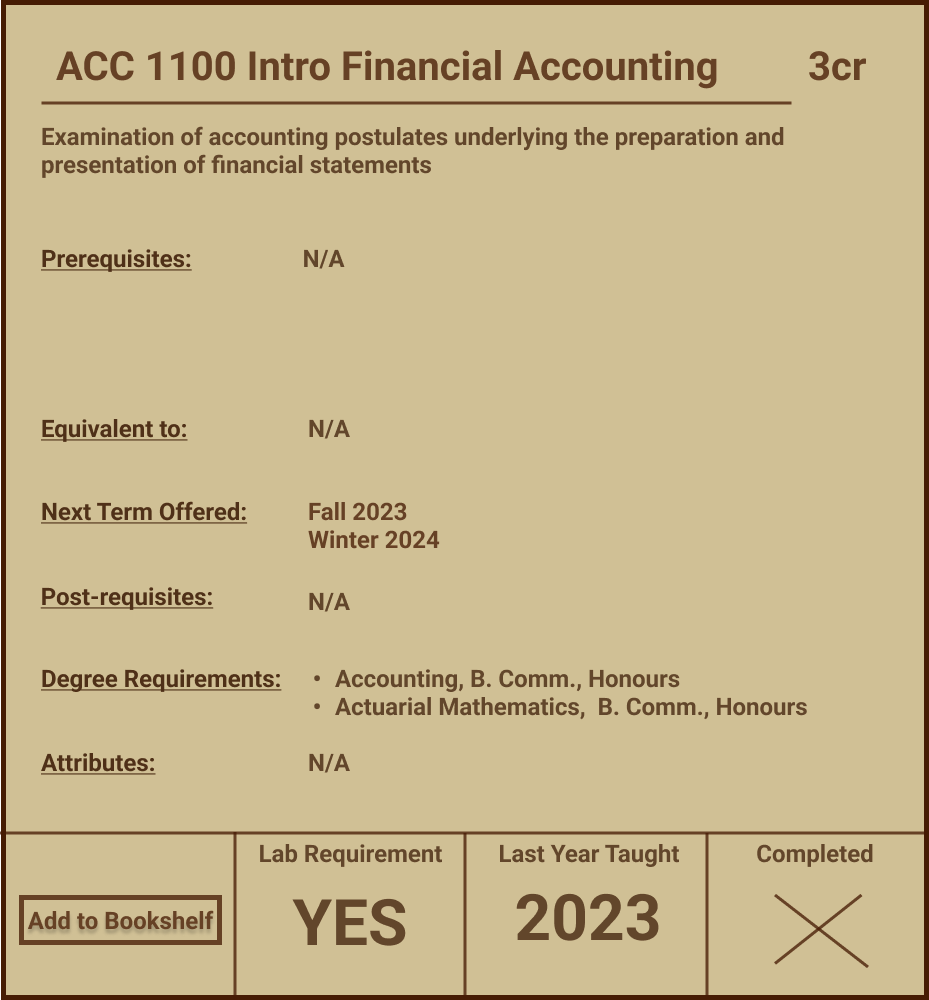 ACC 1100 Intro Financial Accounting 3cr
Examination of accounting postulates underlying the preparation and
presentation of financial statements
Prerequisites: N/A
Equivalent to: N/A
Next Term Offered: Fall 2023
Winter 2024
Post-requisites: N/A
Degree Requirements: • Accounting, B. Comm., Honours
• Actuarial Mathematics, B. Comm., Honours
Attributes: N/A
Lab Requirement Last Year Taught Completed
Add to Bookshelf YES 2023